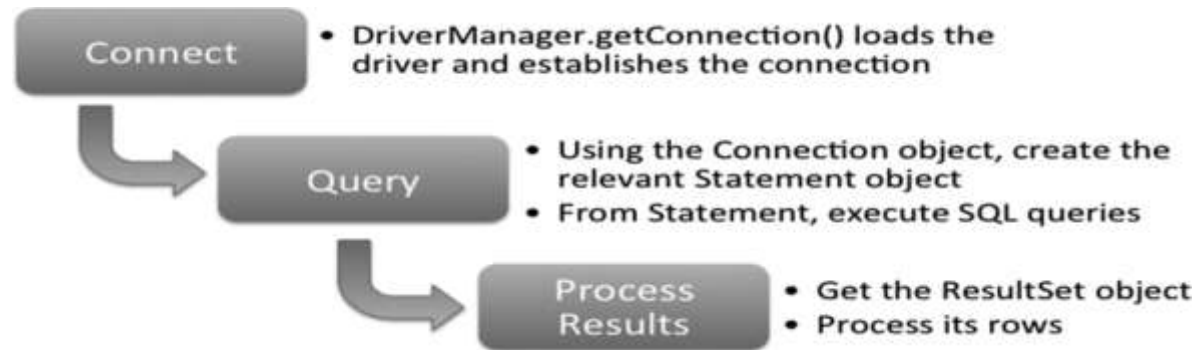 Connect
• DriverManager.getConnection() loads the
driver and establishes the connection
Query
• Using the Connection object, create the
relevant Statement object
• From Statement, execute SQL queries
Process
Results
• Get the ResultSet object
• Process its rows